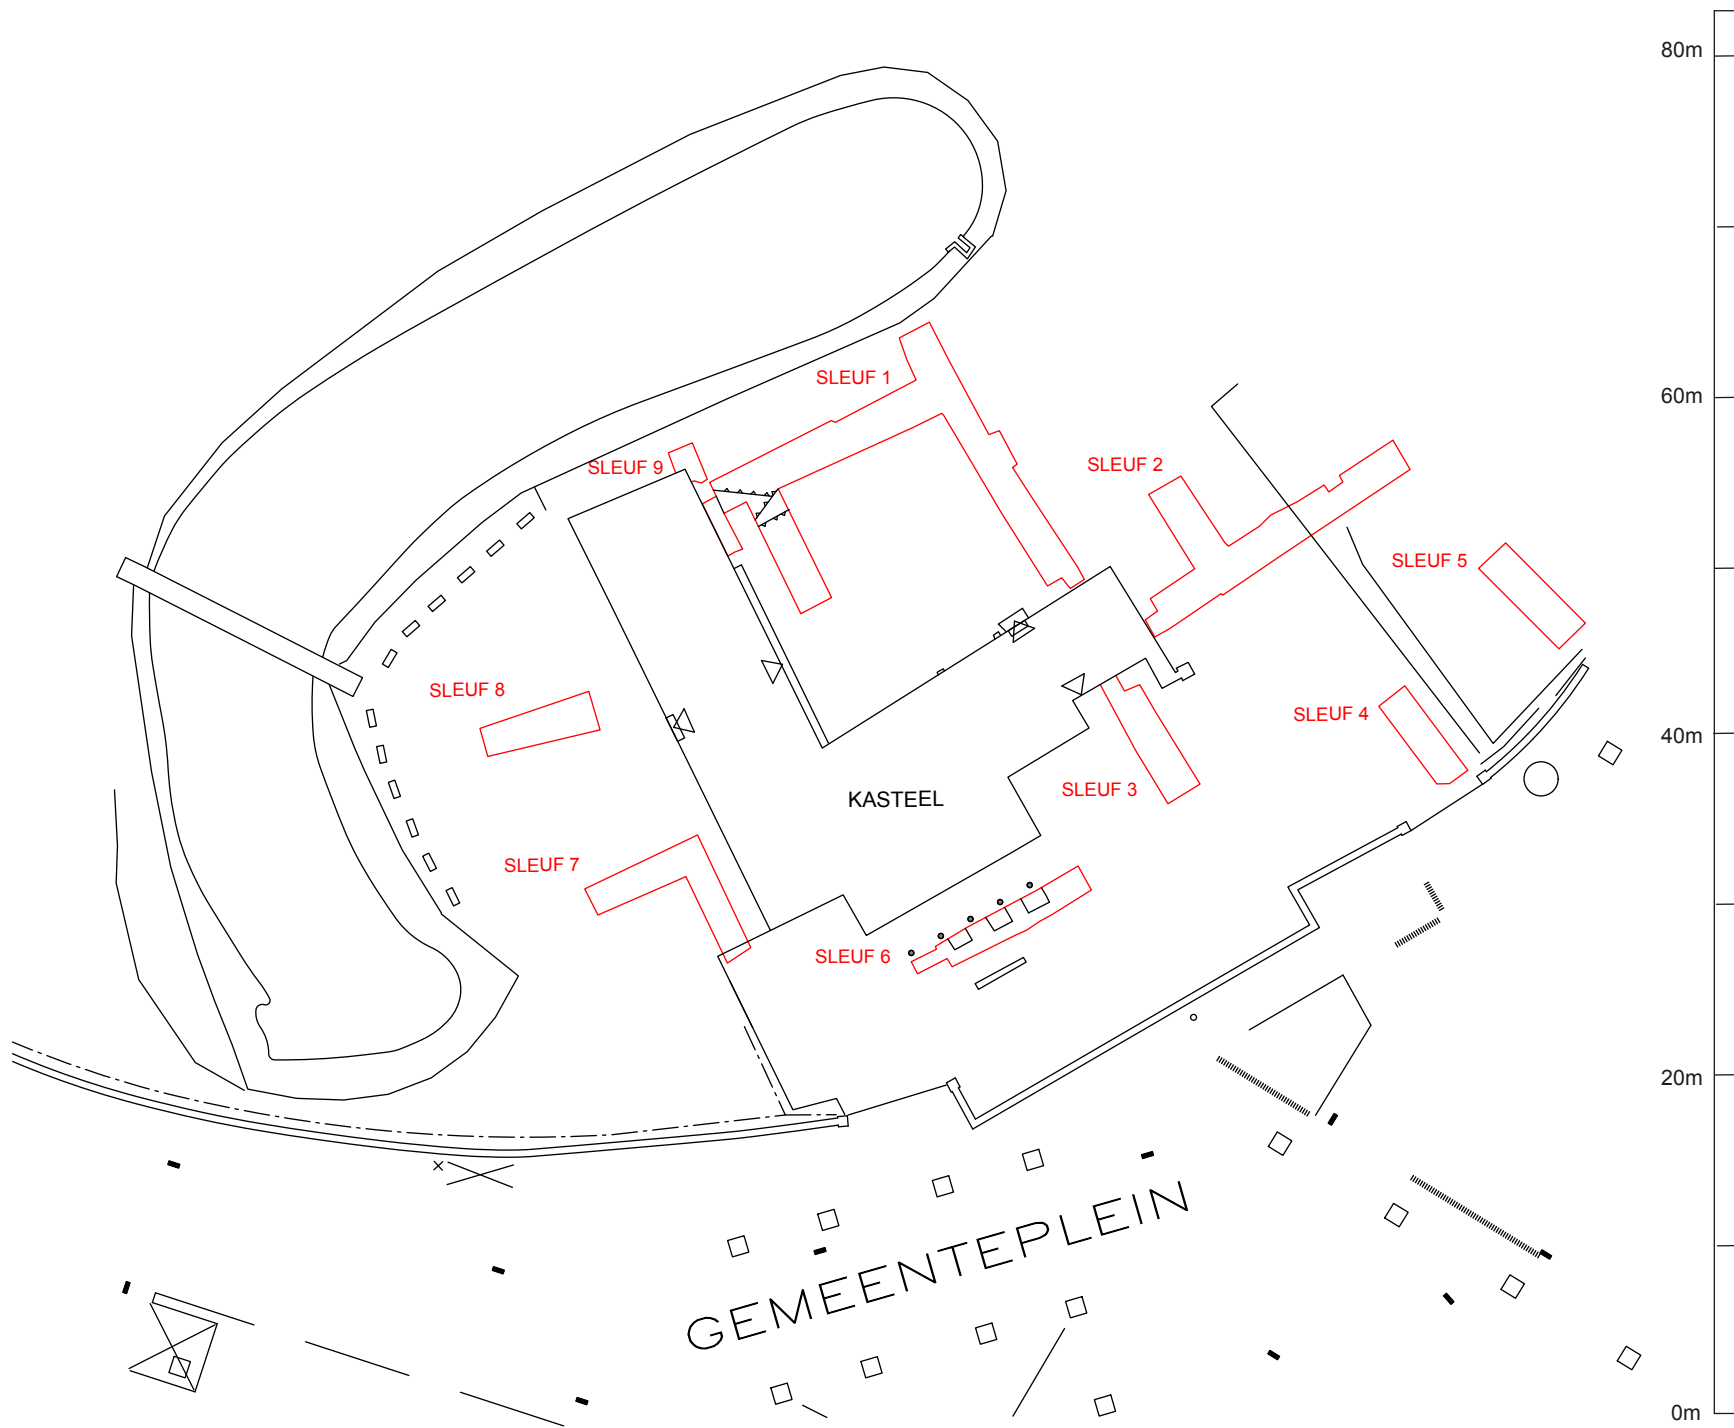 80m
SLEUF 1
60m
SLEUF 9
SLEUF 2
SLEUF 5
SLEUF 8
SLEUF 4
40m
SLEUF 3
KASTEEL
SLEUF 7
SLEUF 6
20m
GEMEENTEPLEIN
0m